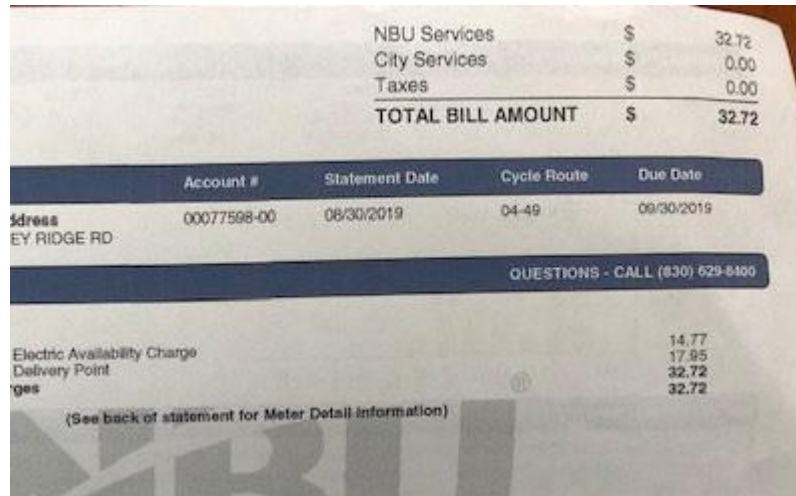 NBU Services $ 32.72
City Services $ 0.00
Taxes $ 0.00
TOTAL BILL AMOUNT $ 32.72
Account # Statement Date Cycle Route Due Date
ddress 00077598-00 08/30/2019 04-49 09/30/2019
EY RIDGE RD
QUESTIONS - CALL (830) 629-8400
Electric Availability Charge 14.77
Delivery Point 17.95
32.72
ges 32.72
(See back of statement for Meter Detail Information)
NBU ®